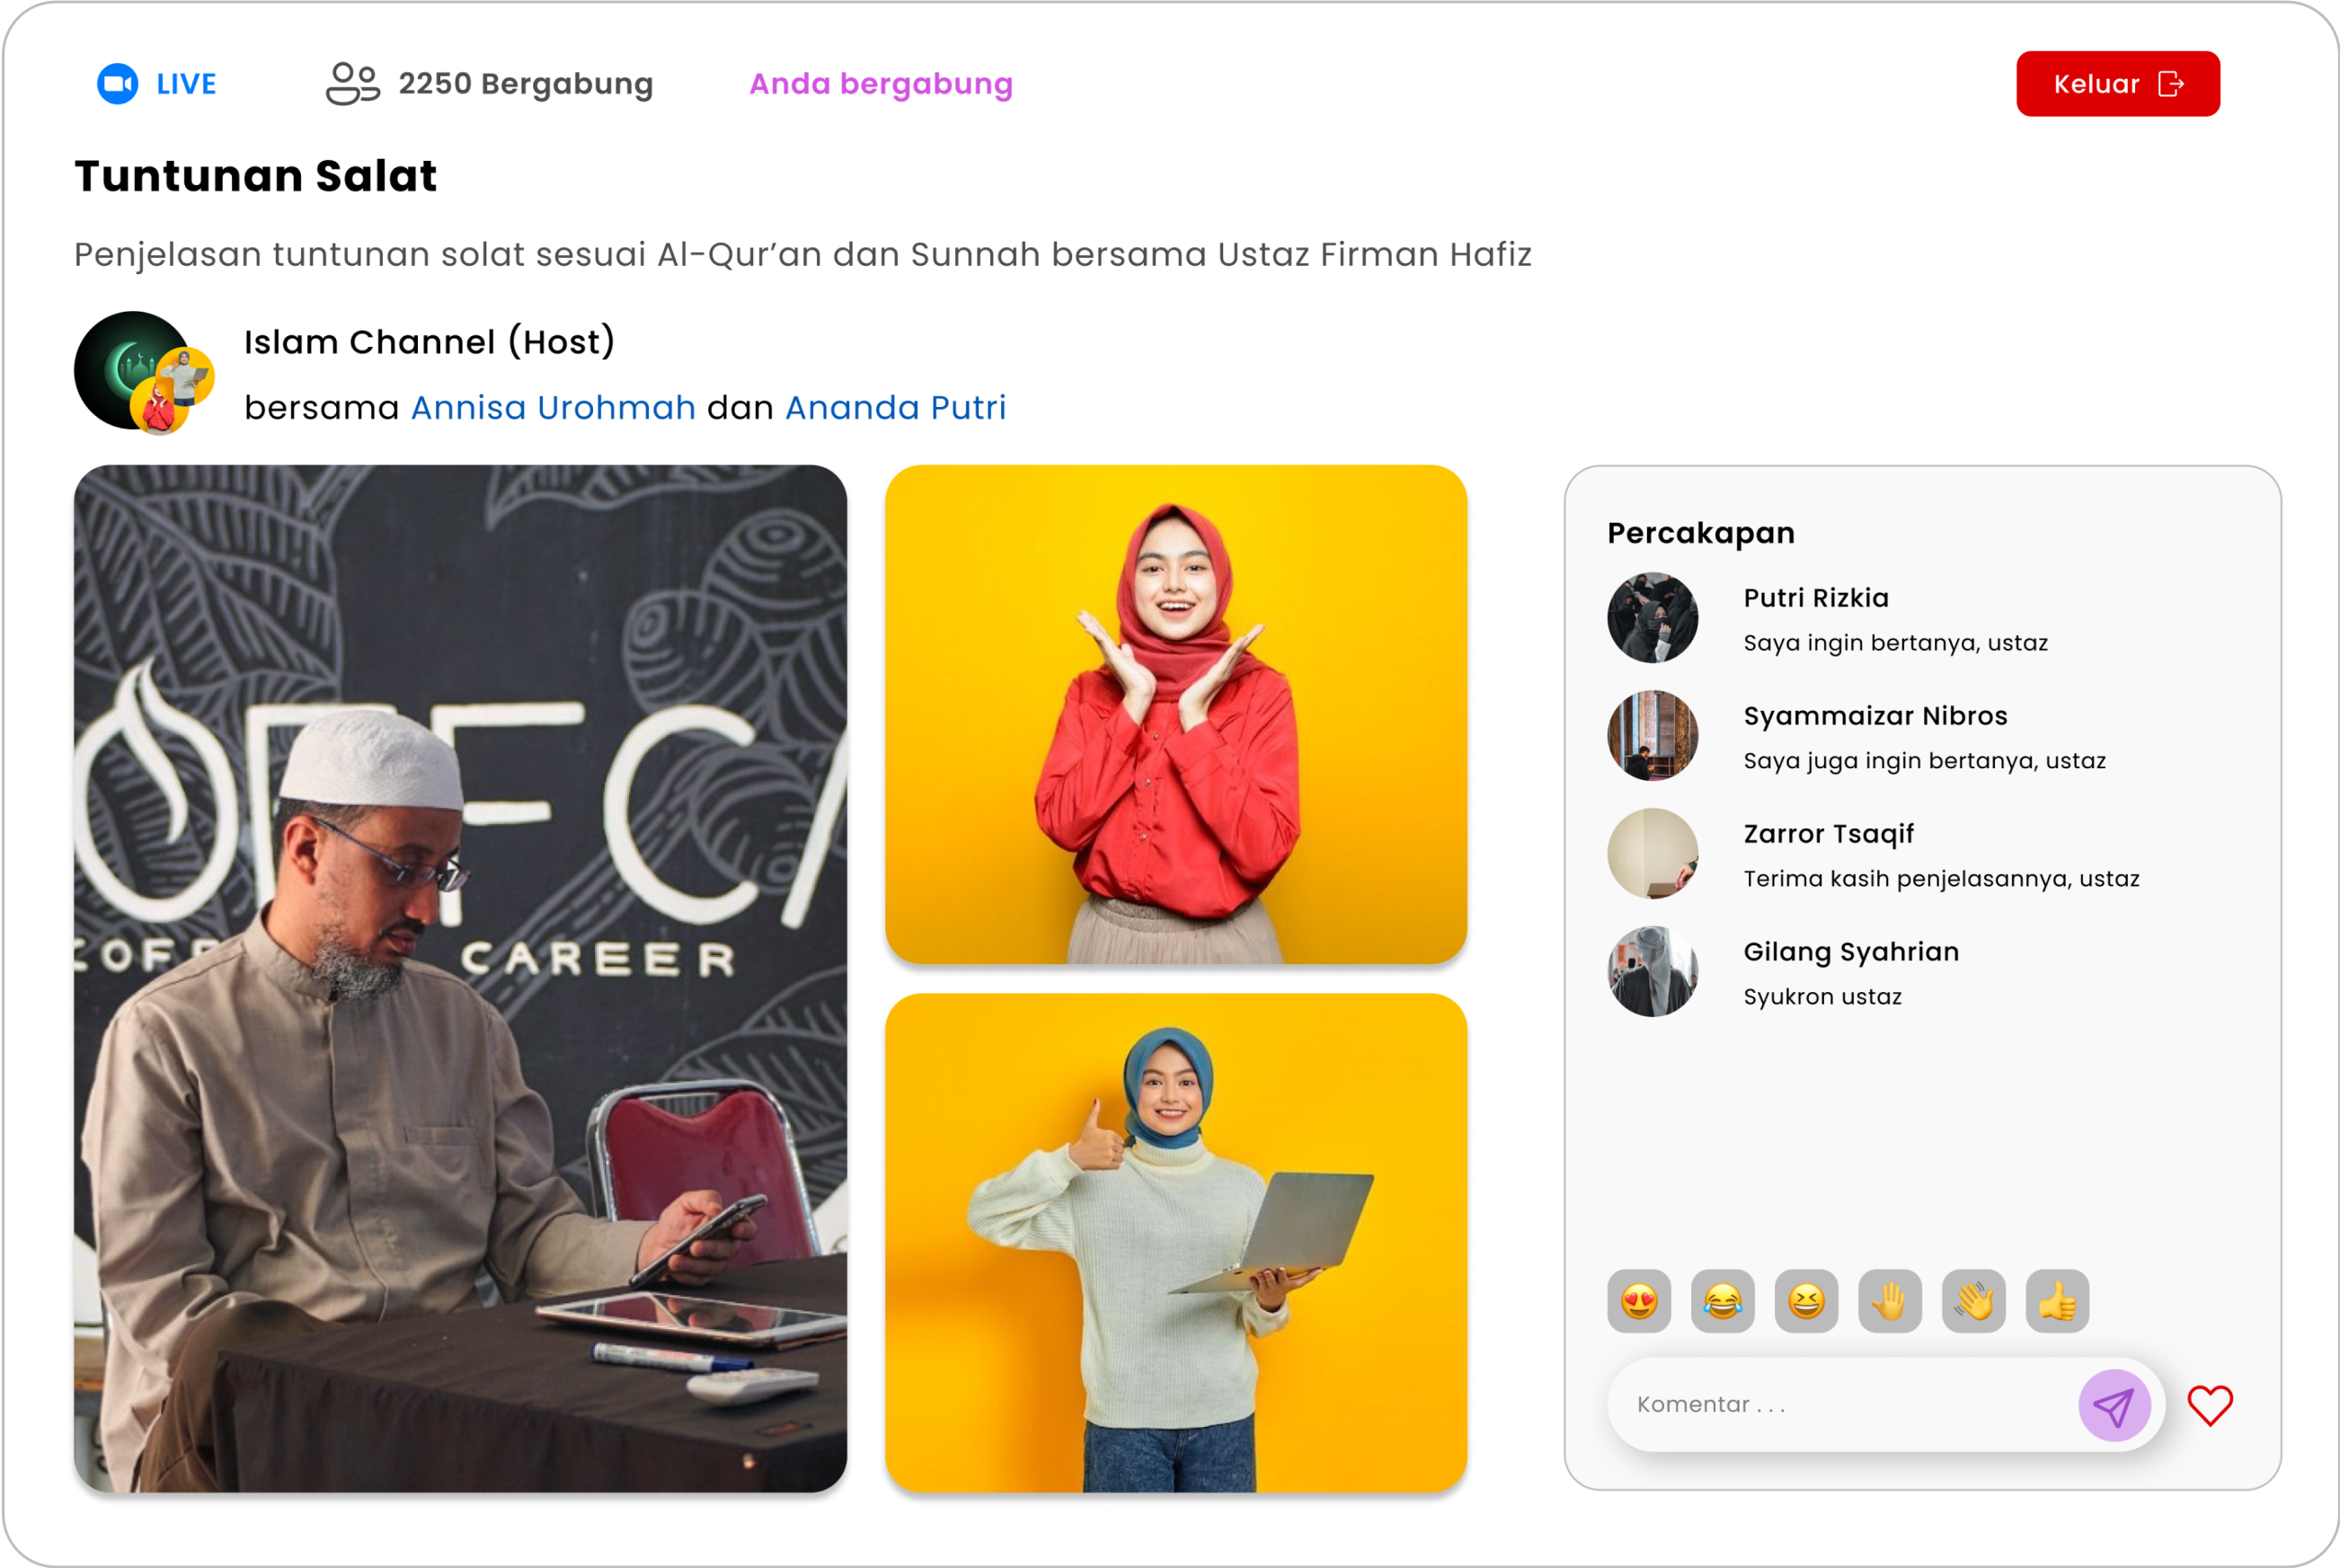 LIVE
2250 Bergabung
Anda bergabung
Keluar
Tuntunan Salat
Penjelasan tuntunan solat sesuai Al-Qur’an dan Sunnah bersama Ustaz Firman Hafiz
Islam Channel (Host)
bersama Annisa Urohmah dan Ananda Putri
CAREER
Percakapan
Putri Rizkia
Saya ingin bertanya, ustaz
Syammaizar Nibros
Saya juga ingin bertanya, ustaz
Zarror Tsaqif
Terima kasih penjelasannya, ustaz
Gilang Syahrian
Syukron ustaz
Komentar . . .